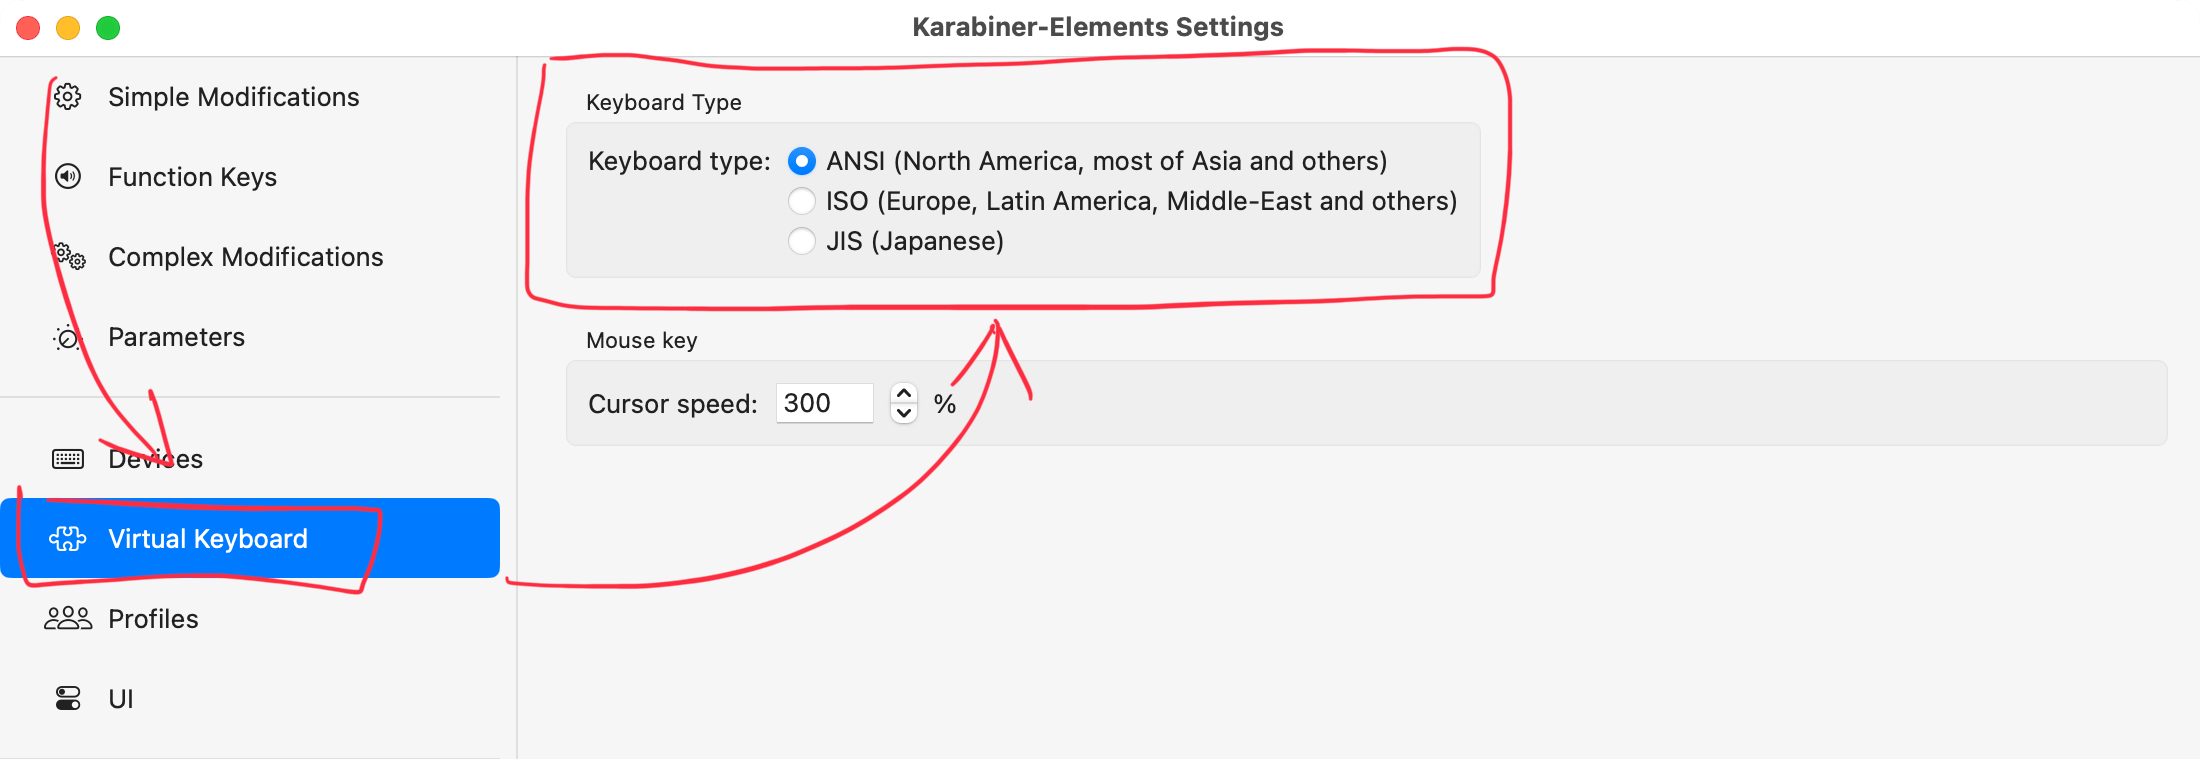 Karabiner-Elements Settings
Simple Modifications
Function Keys
Complex Modifications
Parameters
Devices
Virtual Keyboard
Profiles
UI
Keyboard Type
Keyboard type: ANSI (North America, most of Asia and others)
ISO (Europe, Latin America, Middle-East and others)
JIS (Japanese)
Mouse key
Cursor speed: 300 %